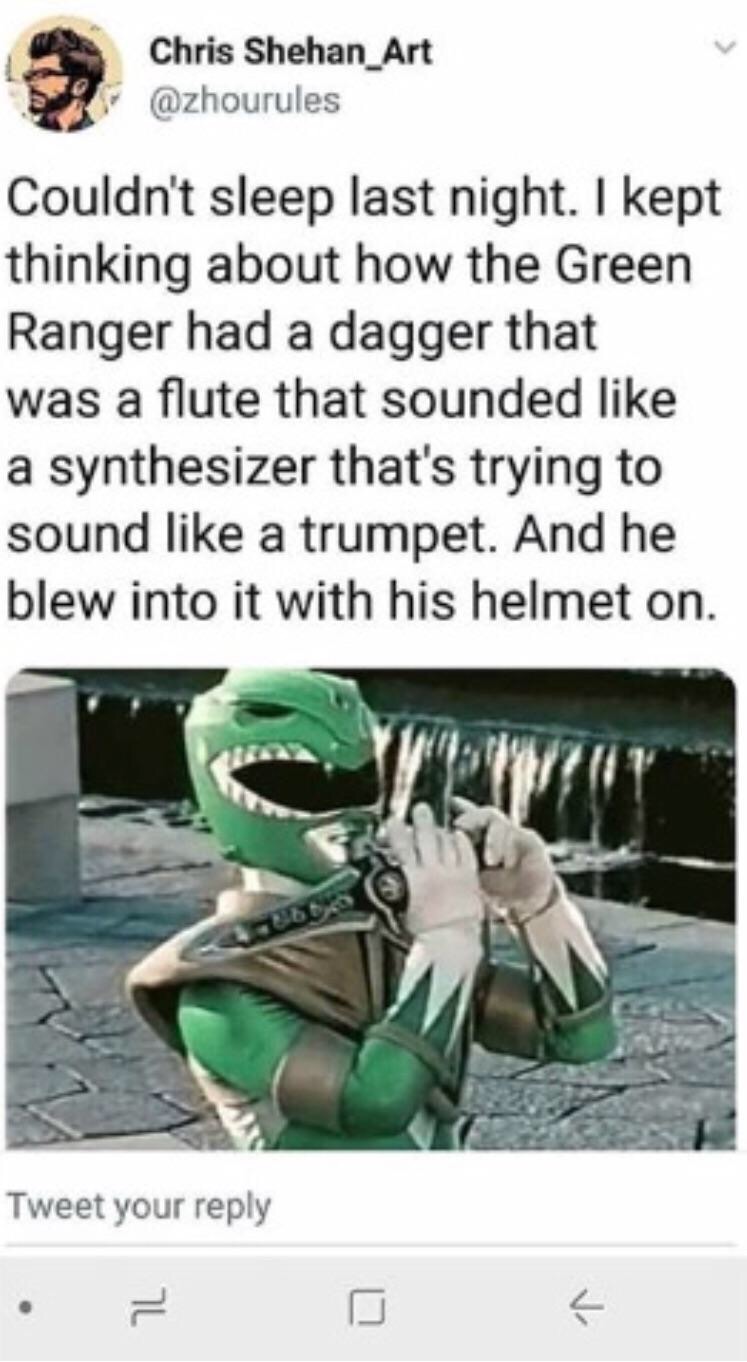 Chris Shehan_Art
@zhourules
Couldn't sleep last night. I kept
thinking about how the Green
Ranger had a dagger that
was a flute that sounded like
a synthesizer that's trying to
sound like a trumpet. And he
blew into it with his helmet on.
Tweet your reply